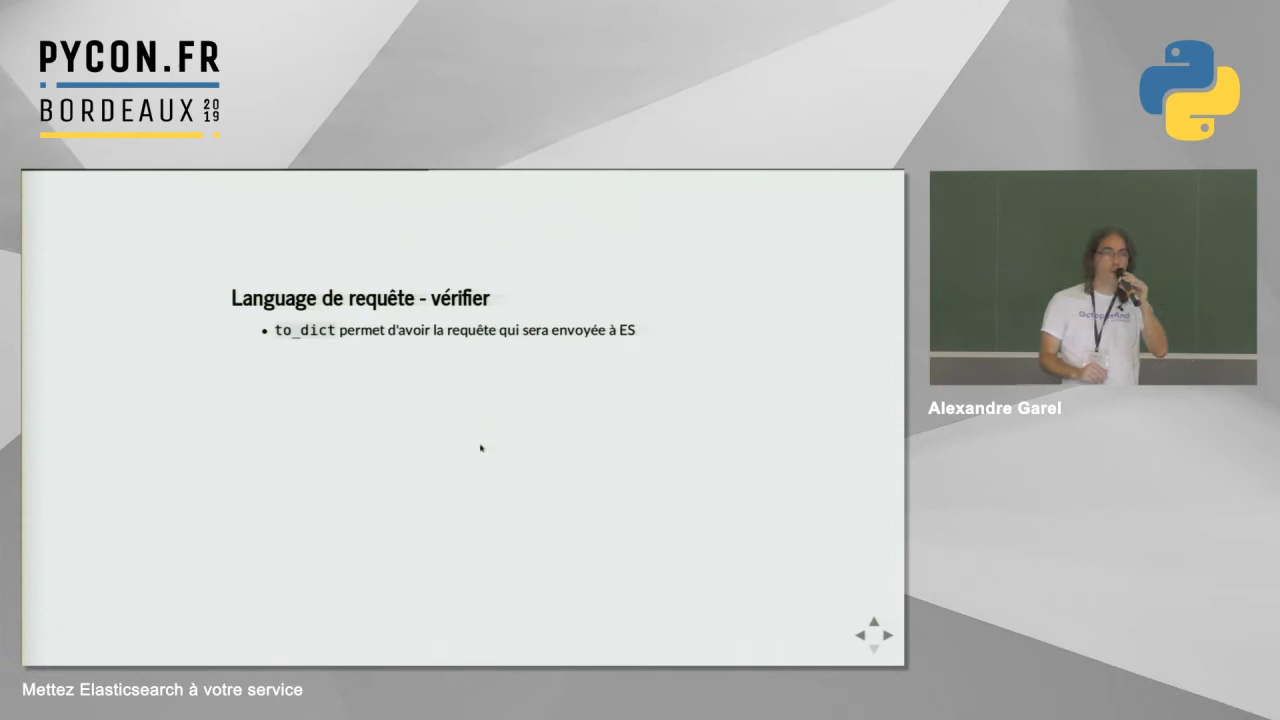 PYCON.FR
BORDEAUX 2019
Language de requête - vérifier
• to_dict permet d'avoir la requête qui sera envoyée à ES
Alexandre Garel
Mettez Elasticsearch à votre service